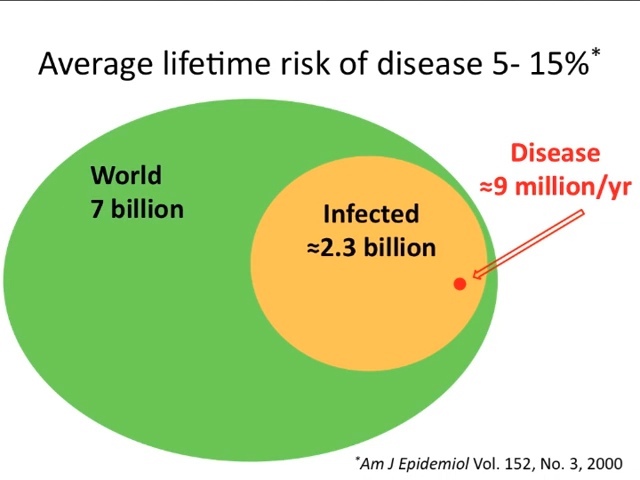 Average lifetime risk of disease 5- 15%*
World
7 billion
Infected
≈2.3 billion
Disease
≈9 million/yr
*Am J Epidemiol Vol. 152, No. 3, 2000